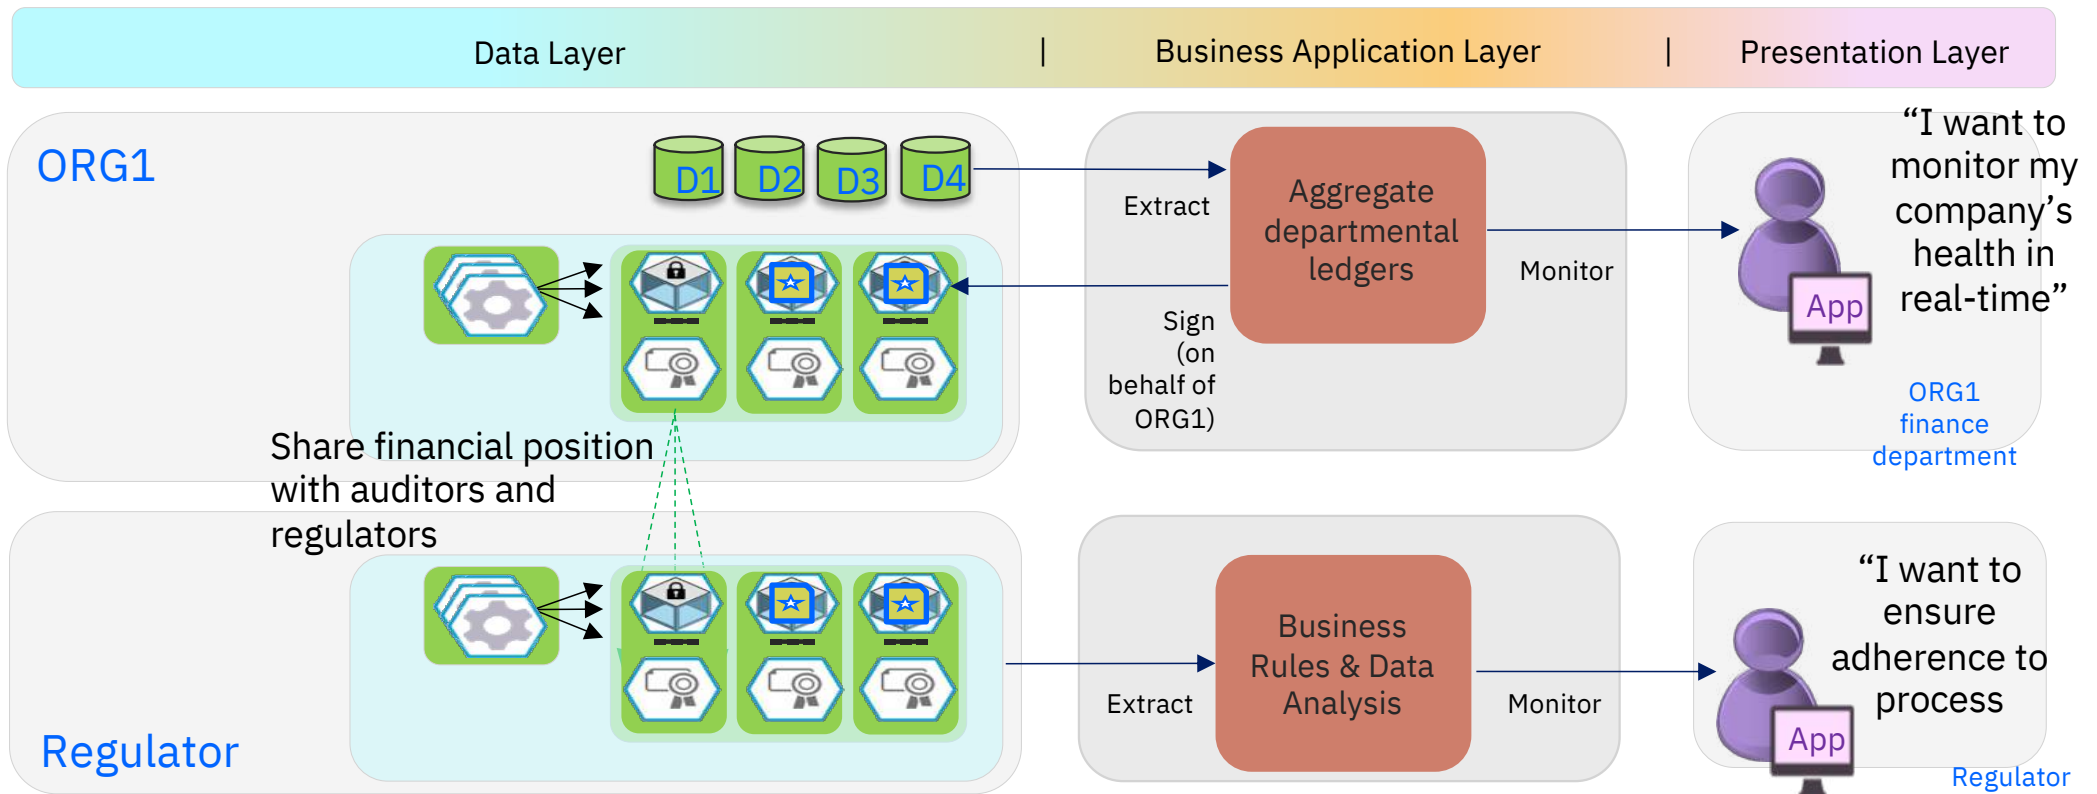 Data Layer | Business Application Layer | Presentation Layer
ORG1
D1 D2 D3 D4
Extract
Aggregate
departmental
ledgers
Monitor
Sign
(on
behalf of
ORG1)
“I want to
monitor my
company’s
health in
real-time”
App
ORG1
finance
department
Share financial position
with auditors and
regulators
Regulator
Extract
Business
Rules & Data
Analysis
Monitor
“I want to
ensure
adherence to
process
App
Regulator